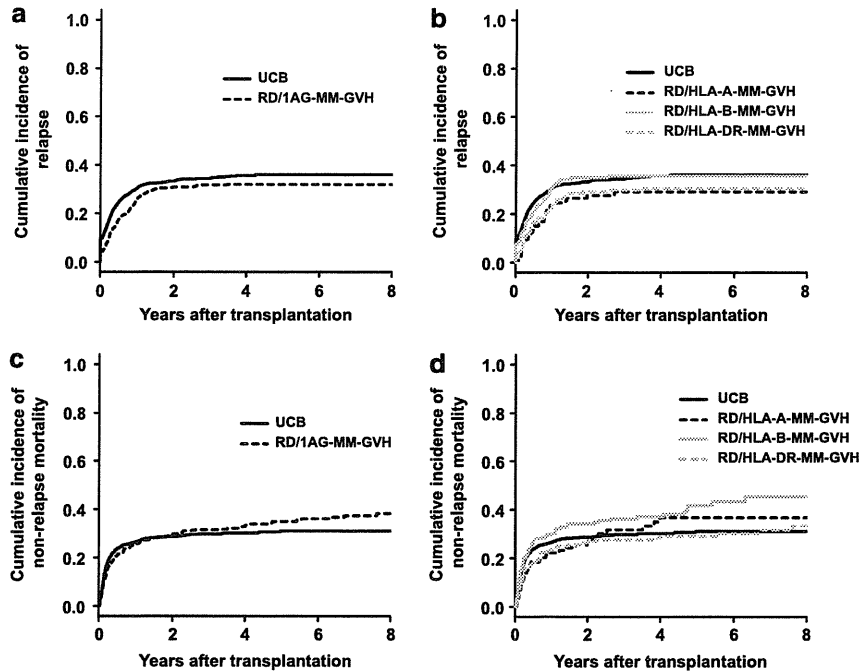 a
Cumulative incidence of
relapse
1.0
0.8
0.6
0.4
0.2
0.0
UCB
RD/1AG-MM-GVH
0 2 4 6 8
Years after transplantation
b
Cumulative incidence of
relapse
1.0
0.8
0.6
0.4
0.2
0.0
UCB
RD/HLA-A-MM-GVH
RD/HLA-B-MM-GVH
RD/HLA-DR-MM-GVH
0 2 4 6 8
Years after transplantation
c
Cumulative incidence of
non-relapse mortality
1.0
0.8
0.6
0.4
0.2
0.0
UCB
RD/1AG-MM-GVH
0 2 4 6 8
Years after transplantation
d
Cumulative incidence of
non-relapse mortality
1.0
0.8
0.6
0.4
0.2
0.0
UCB
RD/HLA-A-MM-GVH
RD/HLA-B-MM-GVH
RD/HLA-DR-MM-GVH
0 2 4 6 8
Years after transplantation